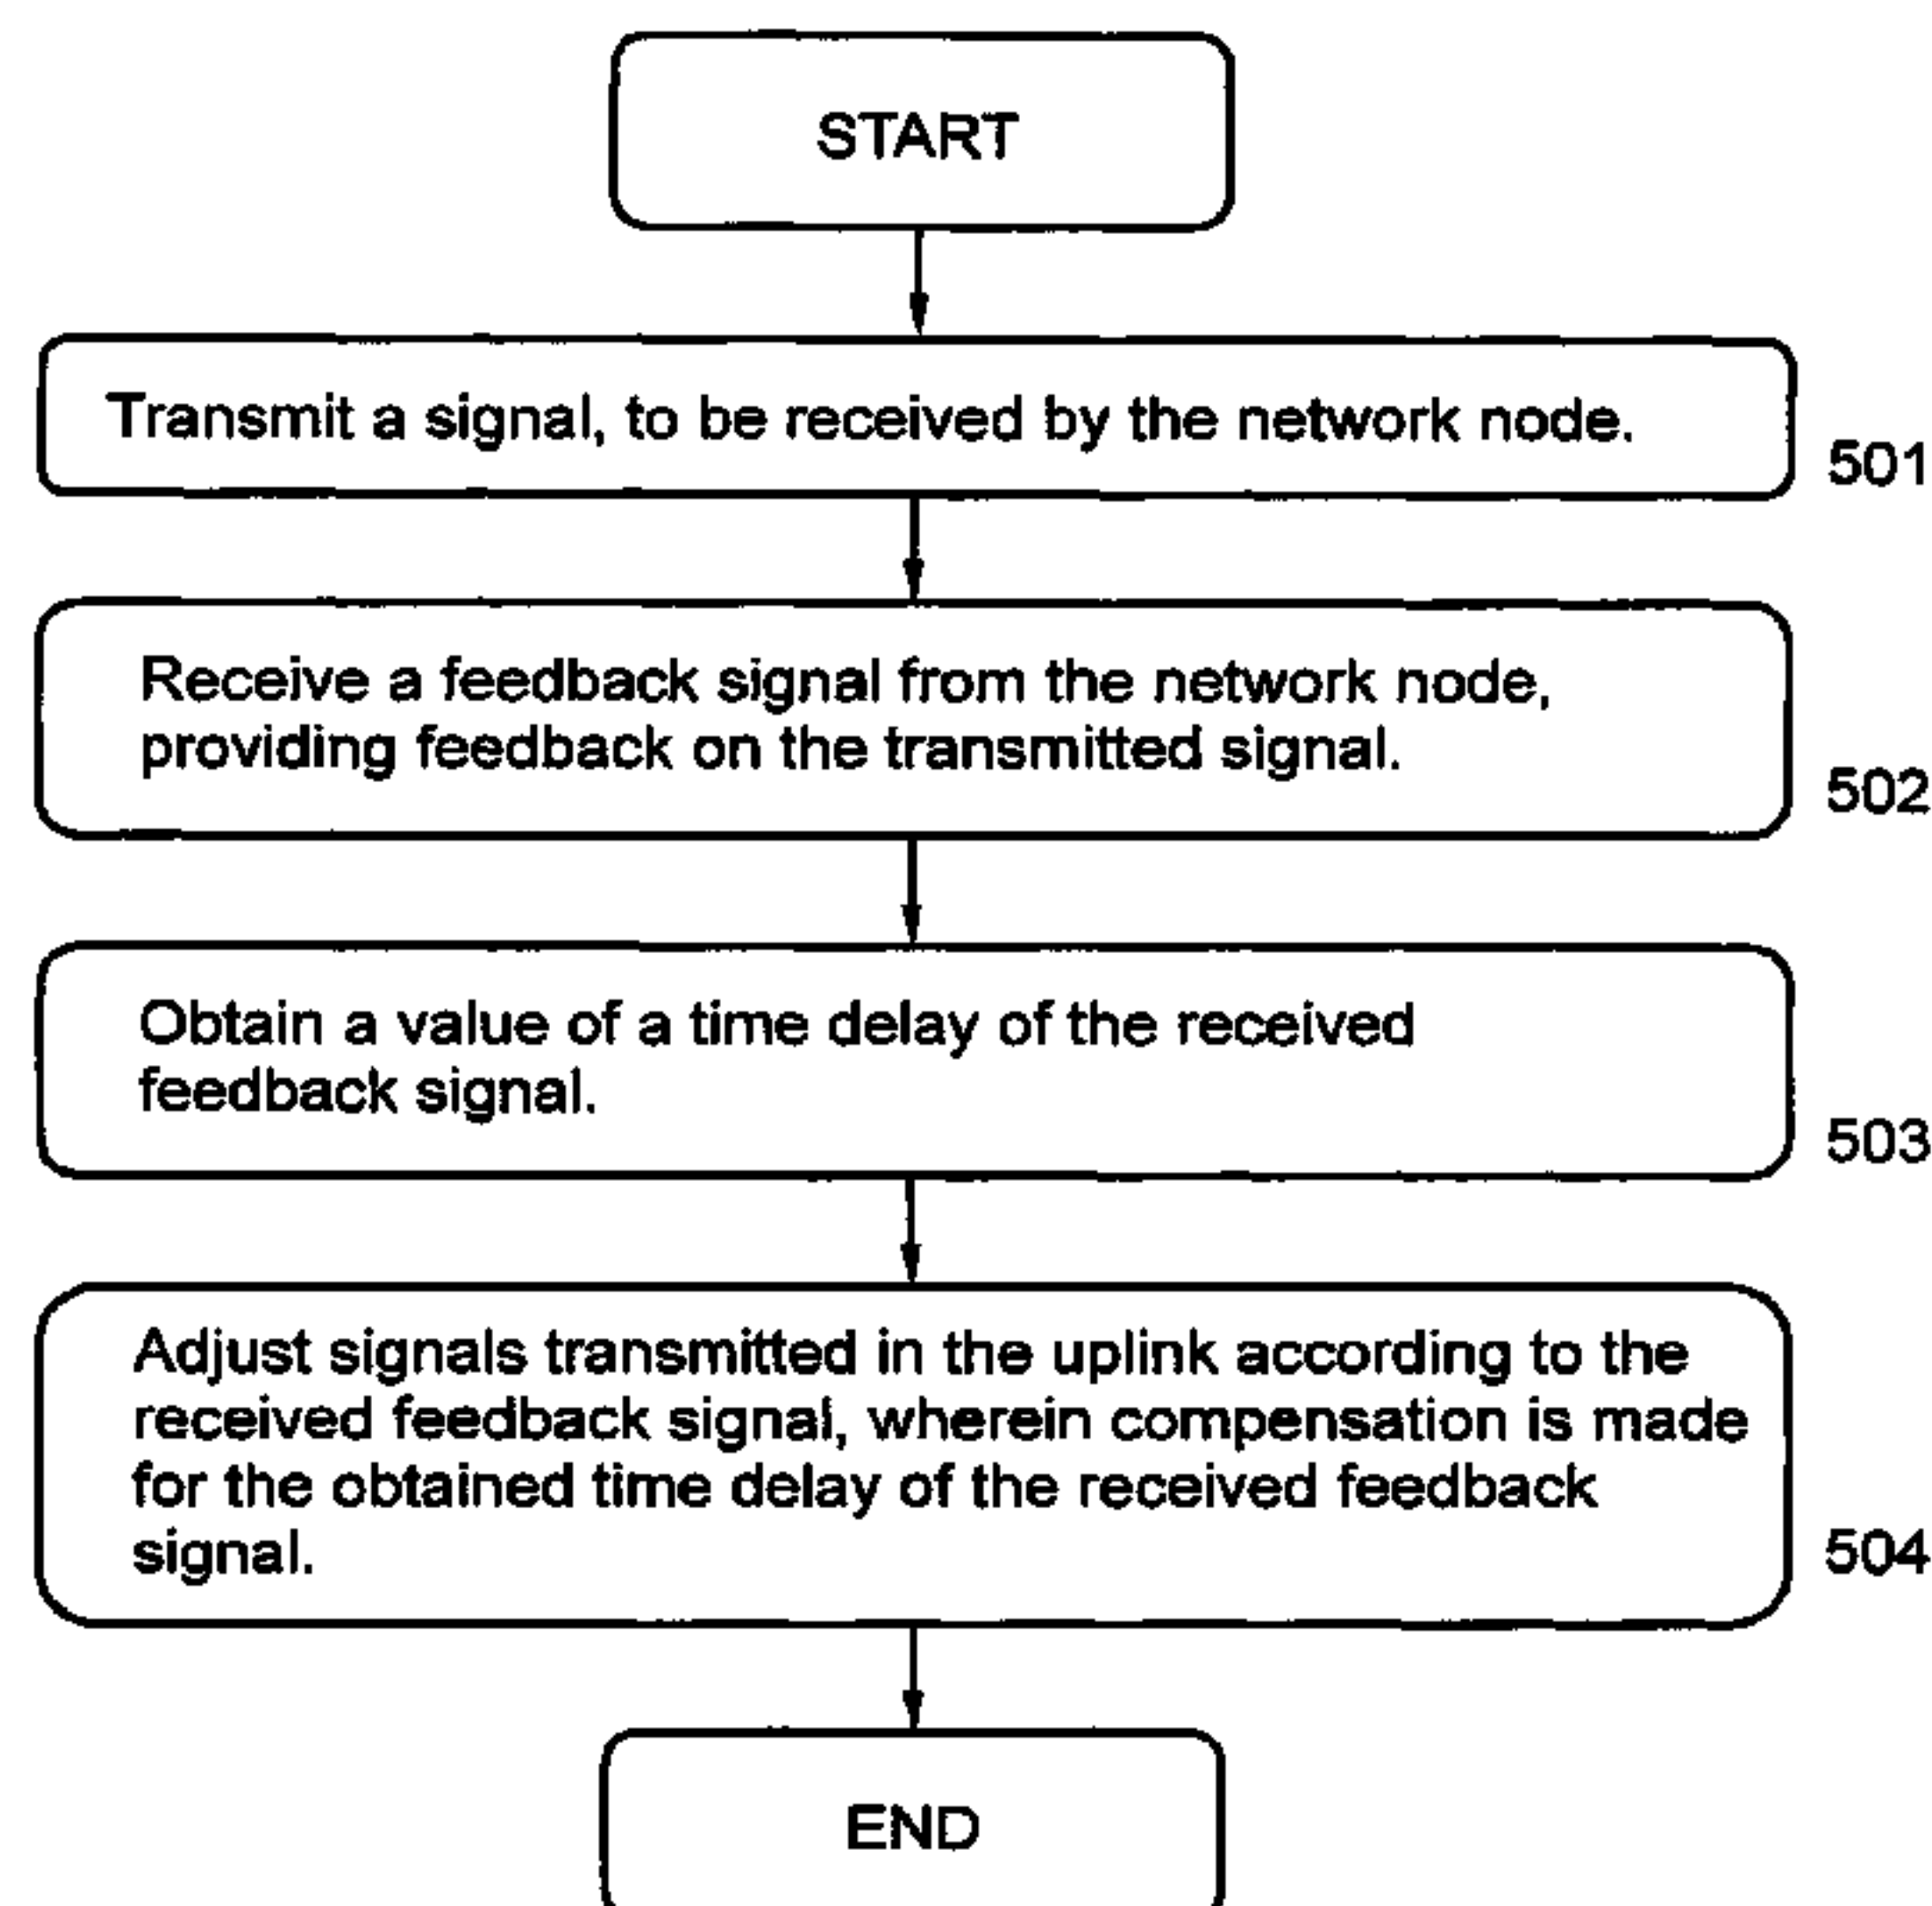 START
Transmit a signal, to be received by the network node.
501
Receive a feedback signal from the network node,
providing feedback on the transmitted signal.
502
Obtain a value of a time delay of the received
feedback signal.
503
Adjust signals transmitted in the uplink according to the
received feedback signal, wherein compensation is made
for the obtained time delay of the received feedback
signal.
504
END